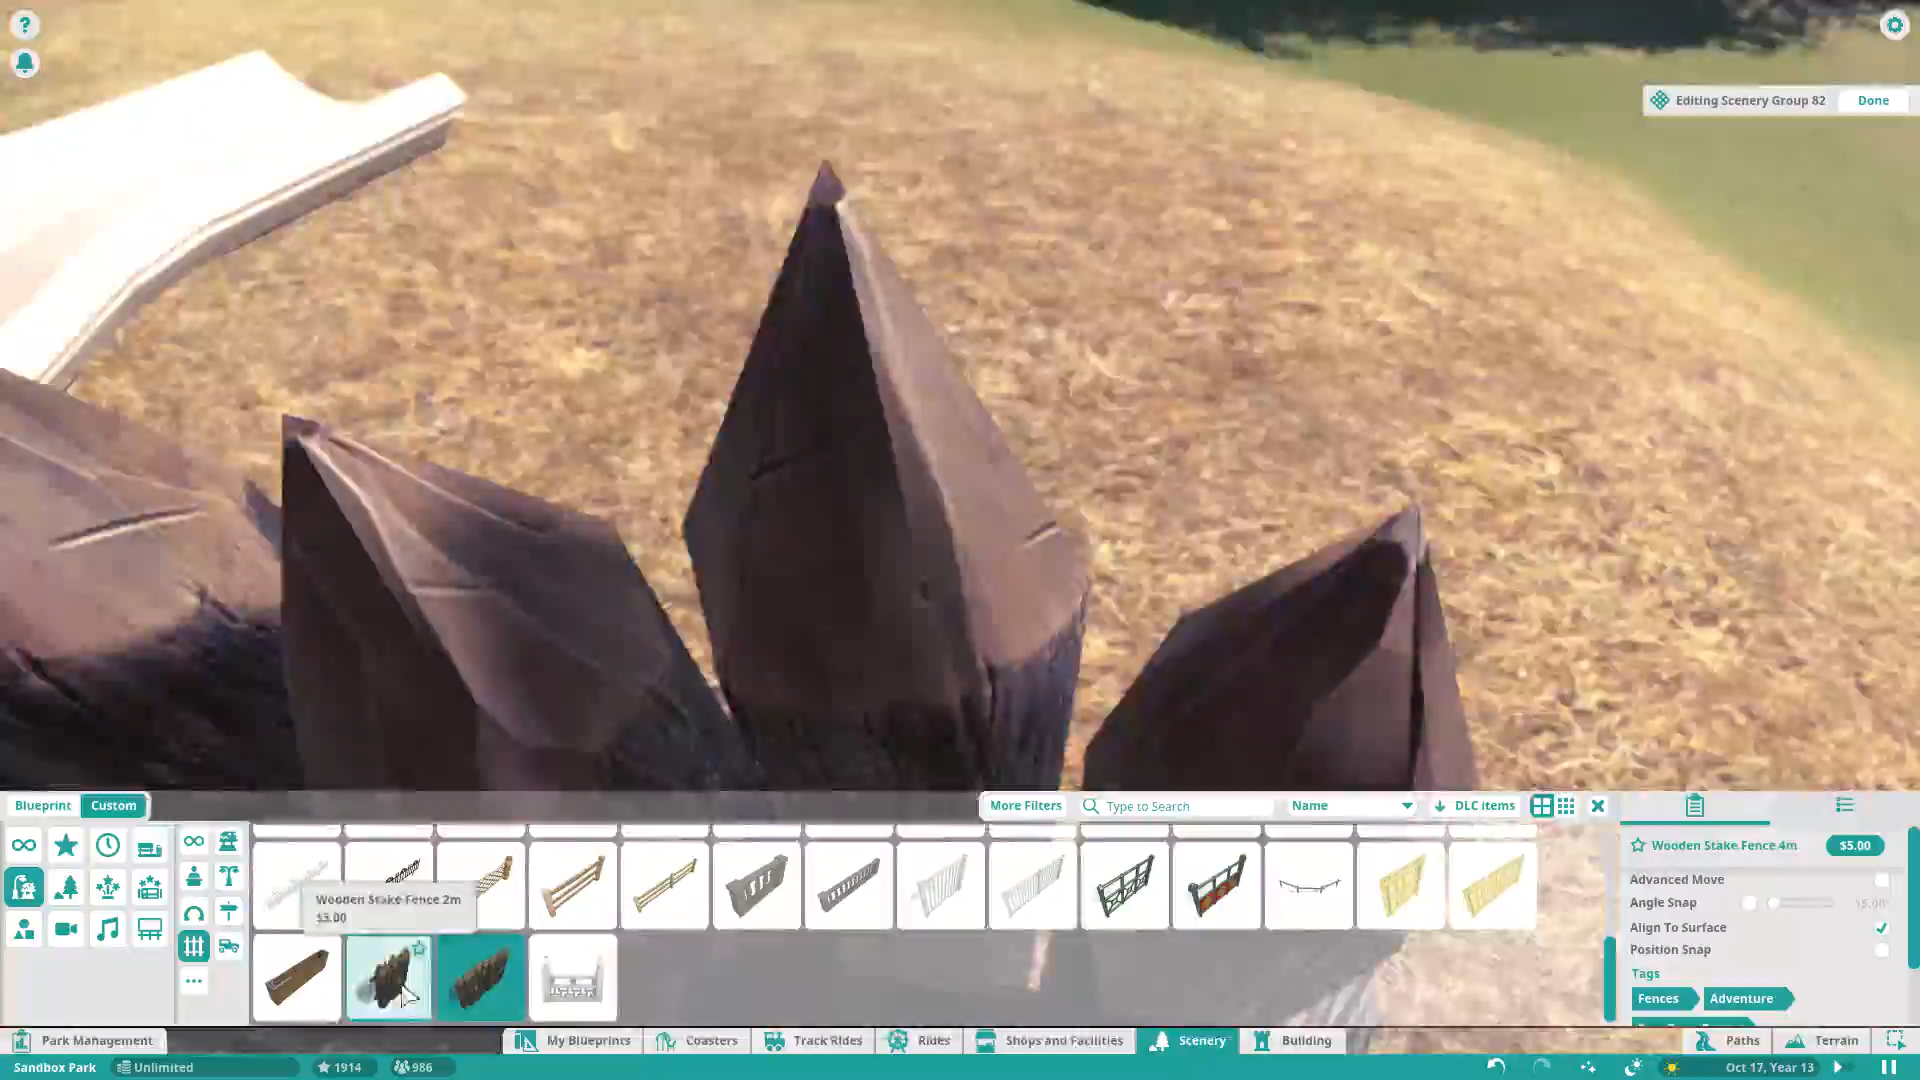 ?
Editing Scenery Group 82
Done
Blueprint
Custom
More Filters
Type to Search
Name
DLC items
Wooden Stake Fence 4m
$5.00
Advanced Move
Angle Snap
15.00°
Align To Surface
Position Snap
Tags
Fences
Adventure
Wooden Stake Fence 2m
$3.00
Park Management
My Blueprints
Coasters
Track Rides
Rides
Shops and Facilities
Scenery
Building
Paths
Terrain
Sandbox Park
Unlimited
1914
986
Oct 17, Year 13